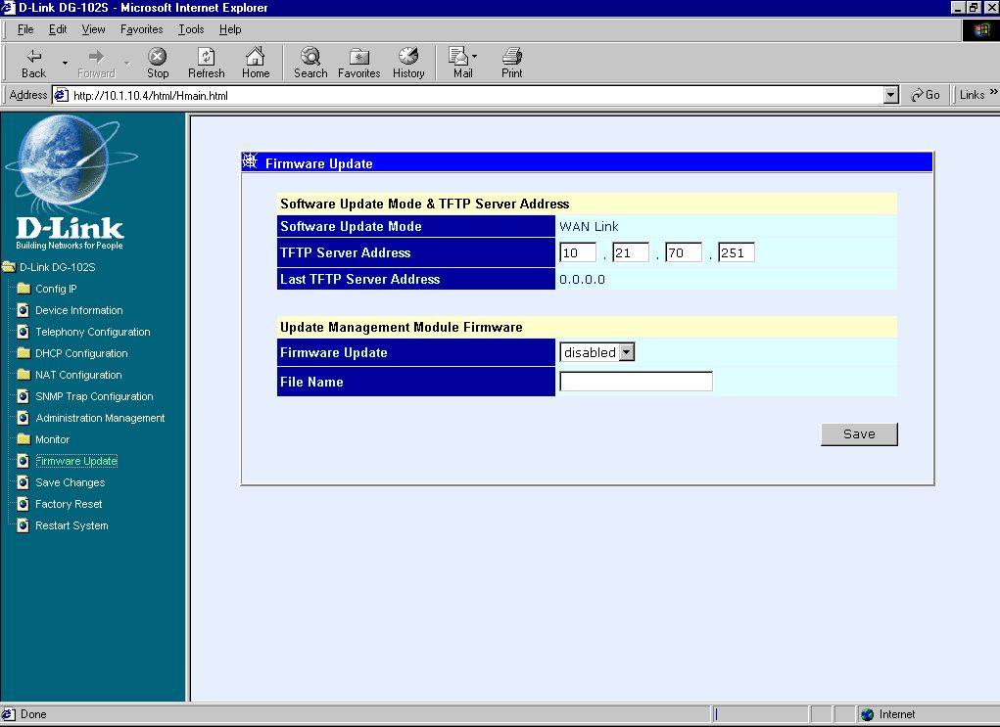 D-Link DG-102S - Microsoft Internet Explorer
File Edit View Favorites Tools Help
Back Forward Stop Refresh Home Search Favorites History Mail Print
Address http://10.1.10.4/html/Hmain.html Go Links »
D-Link
Building Networks for People
D-Link DG-102S
Config IP
Device Information
Telephony Configuration
DHCP Configuration
NAT Configuration
SNMP Trap Configuration
Administration Management
Monitor
Firmware Update
Save Changes
Factory Reset
Restart System
Firmware Update
Software Update Mode & TFTP Server Address
Software Update Mode WAN Link
TFTP Server Address 10 . 21 . 70 . 251
Last TFTP Server Address 0.0.0.0
Update Management Module Firmware
Firmware Update disabled
File Name
Save
Done Internet